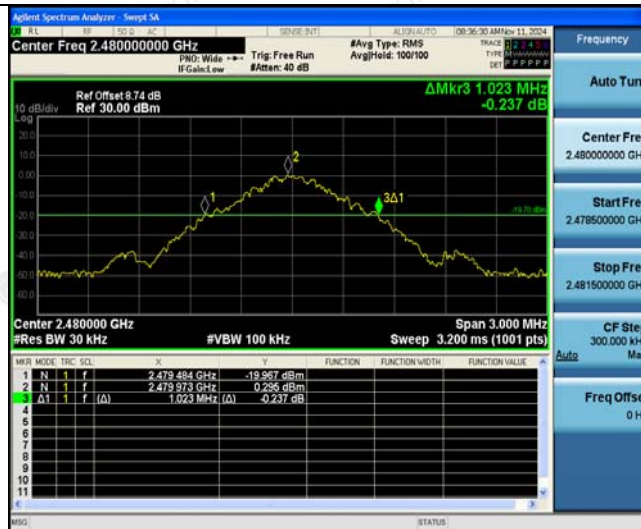 Agilent Spectrum Analyzer - Swept SA
RL RF 50 Ω AC SENSE:INT ALIGNAUTO 08:36:30 AM Nov 11, 2024
Center Freq 2.480000000 GHz
PNO: Wide
IFGain:Low
Trig: Free Run
#Atten: 40 dB
#Avg Type: RMS
Avg|Hold: 100/100
TRACE 1 2 3 4 5 6
TYPE M
DET P P P P P P
ΔMkr3 1.023 MHz
-0.237 dB
Ref Offset 8.74 dB
Ref 30.00 dBm
10 dB/div
Log
20.0
10.0
0.00
-10.0
-20.0
-30.0
-40.0
-50.0
-60.0
1
2
3Δ1
-19.70 dBm
Center 2.480000 GHz
Span 3.000 MHz
#Res BW 30 kHz
#VBW 100 kHz
Sweep 3.200 ms (1001 pts)
MKR MODE TRC SCL X Y FUNCTION FUNCTION WIDTH FUNCTION VALUE
1 N 1 f 2.479 484 GHz -19.967 dBm
2 N 1 f 2.479 973 GHz 0.295 dBm
3 Δ1 1 f (Δ) 1.023 MHz (Δ) -0.237 dB
4
5
6
7
8
9
10
11
MSG
STATUS
Frequency
Auto Tun
Center Fre
2.480000000 GH
Start Fre
2.478500000 GH
Stop Fre
2.481500000 GH
CF Ste
300.000 kH
Auto Ma
Freq Offse
0 H